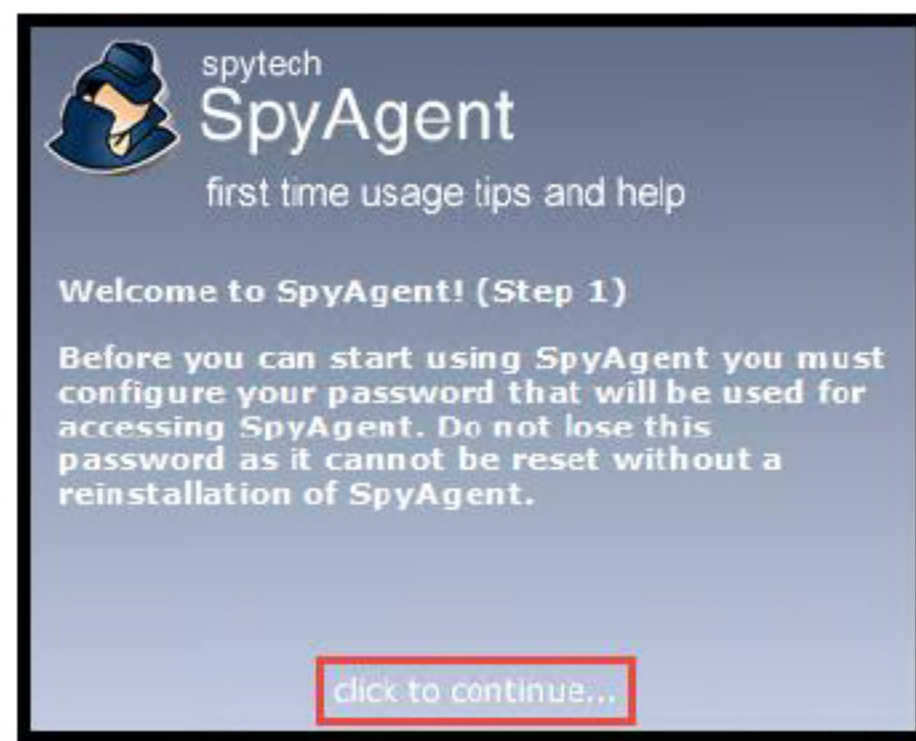 spytech
SpyAgent
first time usage tips and help
Welcome to SpyAgent! (Step 1)
Before you can start using SpyAgent you must
configure your password that will be used for
accessing SpyAgent. Do not lose this
password as it cannot be reset without a
reinstallation of SpyAgent.
click to continue...